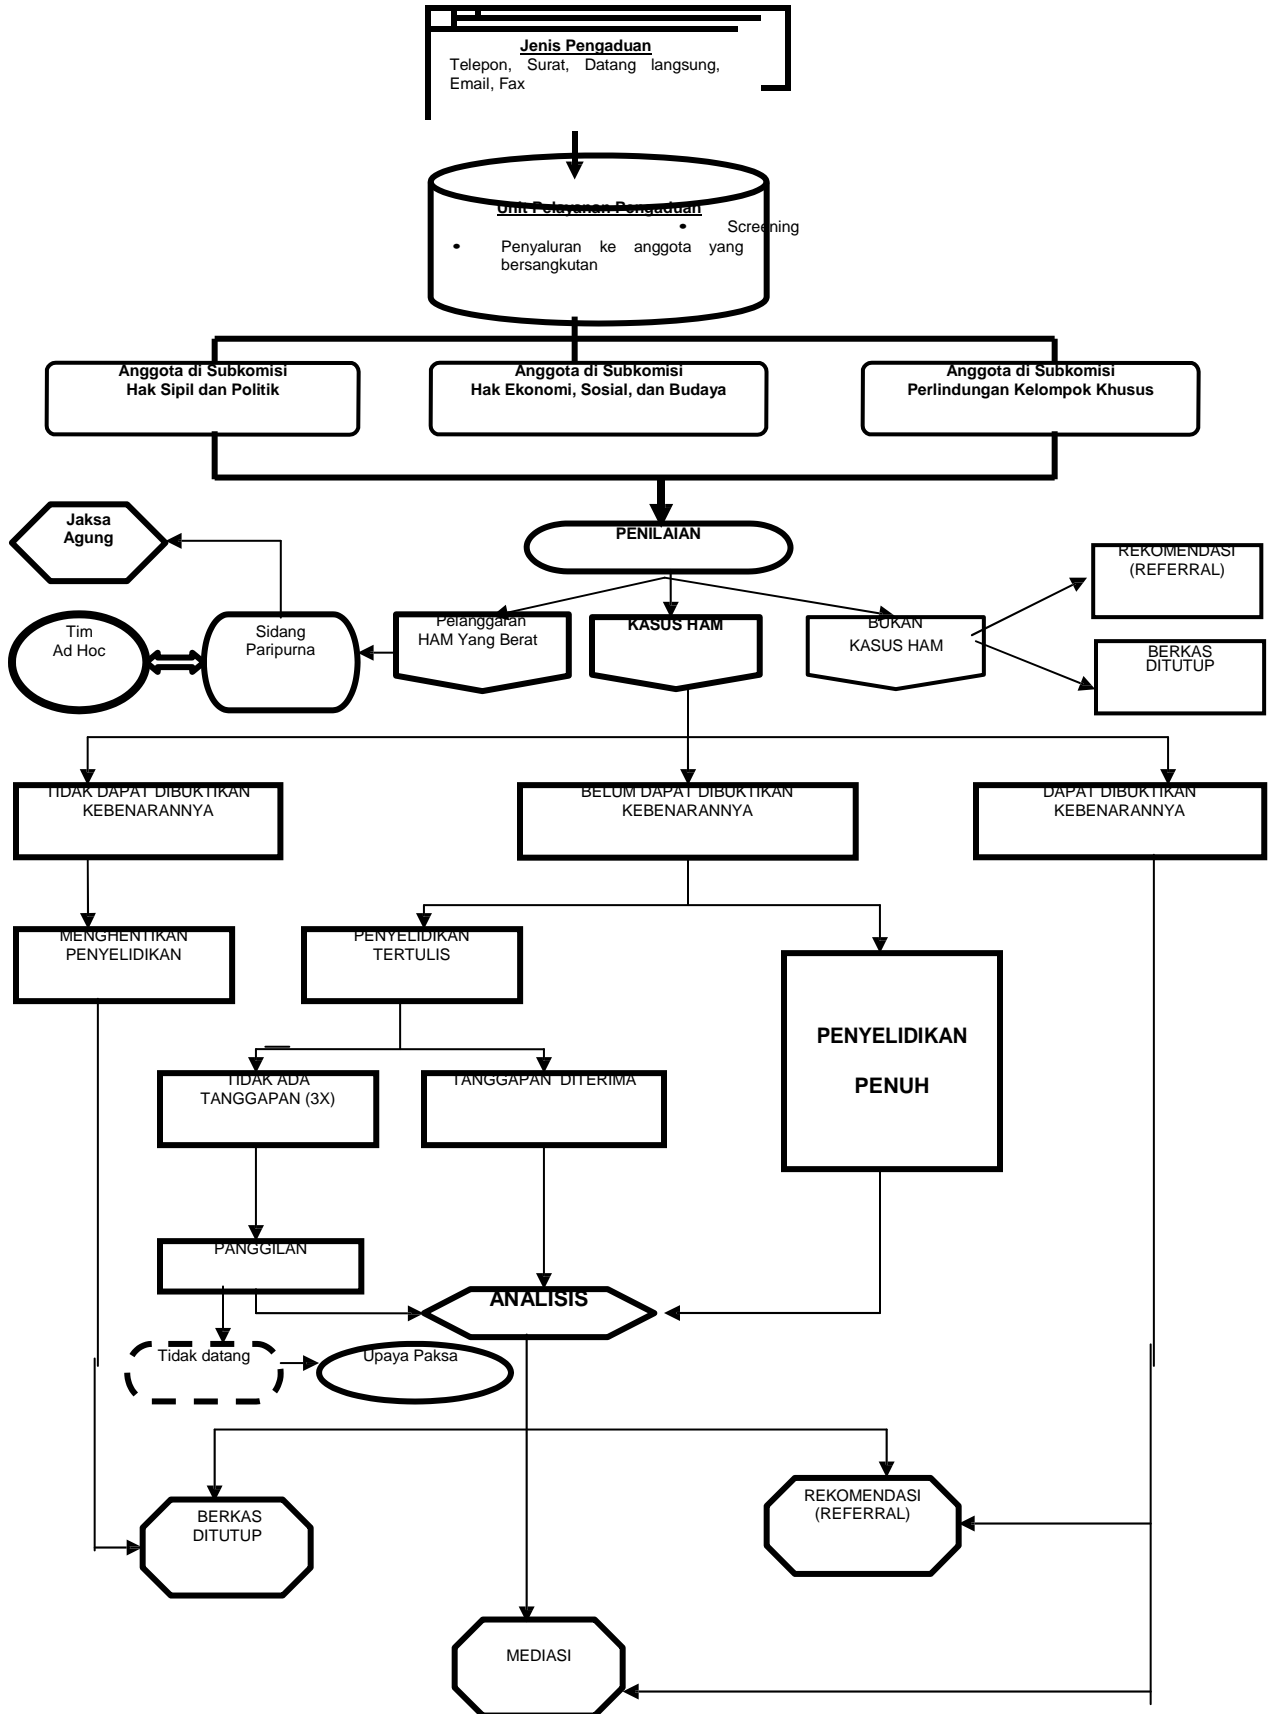 Jenis Pengaduan
Telepon, Surat, Datang langsung,
Email, Fax
Unit Pelayanan Pengaduan
• Screening
• Penyaluran ke anggota yang
bersangkutan
Anggota di Subkomisi
Hak Sipil dan Politik
Anggota di Subkomisi
Hak Ekonomi, Sosial, dan Budaya
Anggota di Subkomisi
Perlindungan Kelompok Khusus
Jaksa
Agung
PENILAIAN
REKOMENDASI
(REFERRAL)
Tim
Ad Hoc
Sidang
Paripurna
Pelanggaran
HAM Yang Berat
KASUS HAM
BUKAN
KASUS HAM
BERKAS
DITUTUP
TIDAK DAPAT DIBUKTIKAN
KEBENARANNYA
BELUM DAPAT DIBUKTIKAN
KEBENARANNYA
DAPAT DIBUKTIKAN
KEBENARANNYA
MENGHENTIKAN
PENYELIDIKAN
PENYELIDIKAN
TERTULIS
PENYELIDIKAN
PENUH
TIDAK ADA
TANGGAPAN (3X)
TANGGAPAN DITERIMA
PANGGILAN
ANALISIS
Tidak datang
Upaya Paksa
BERKAS
DITUTUP
REKOMENDASI
(REFERRAL)
MEDIASI